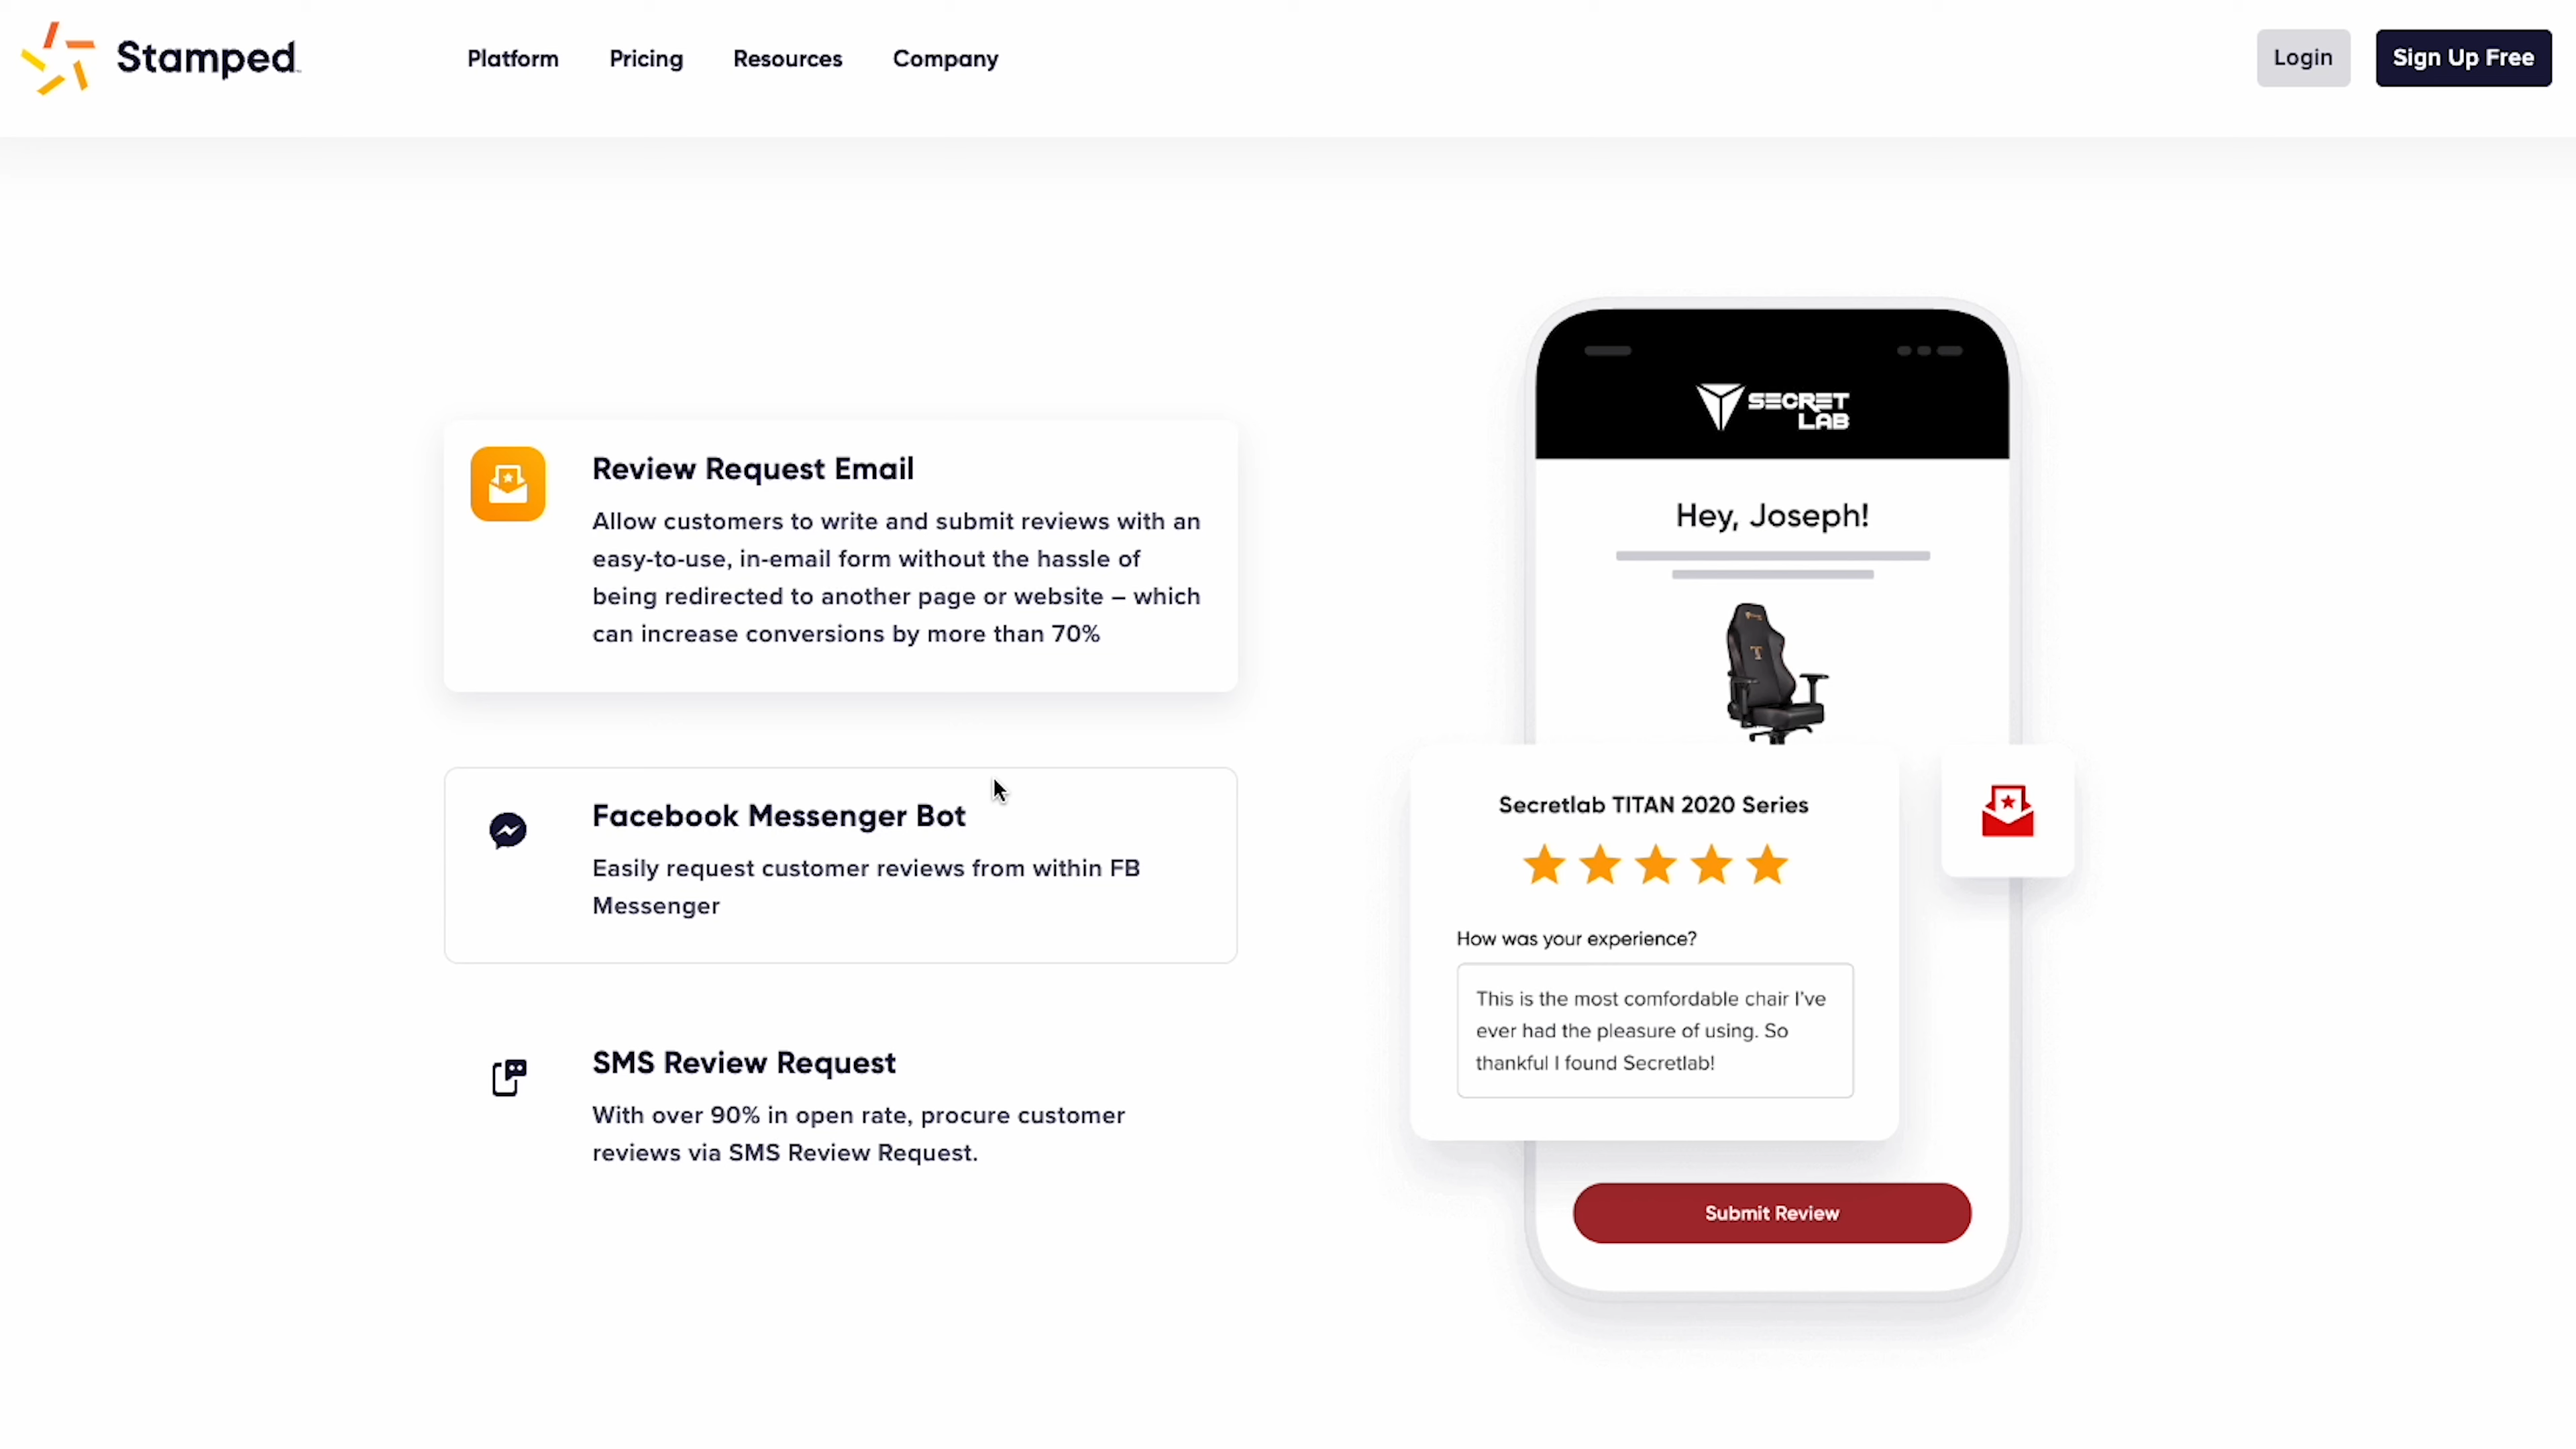 Stamped
Platform
Pricing
Resources
Company
Login
Sign Up Free
Review Request Email
Allow customers to write and submit reviews with an
easy-to-use, in-email form without the hassle of
being redirected to another page or website – which
can increase conversions by more than 70%
Facebook Messenger Bot
Easily request customer reviews from within FB
Messenger
SMS Review Request
With over 90% in open rate, procure customer
reviews via SMS Review Request.
SECRET
LAB
Hey, Joseph!
Secretlab TITAN 2020 Series
How was your experience?
This is the most comfordable chair I've
ever had the pleasure of using. So
thankful I found Secretlab!
Submit Review